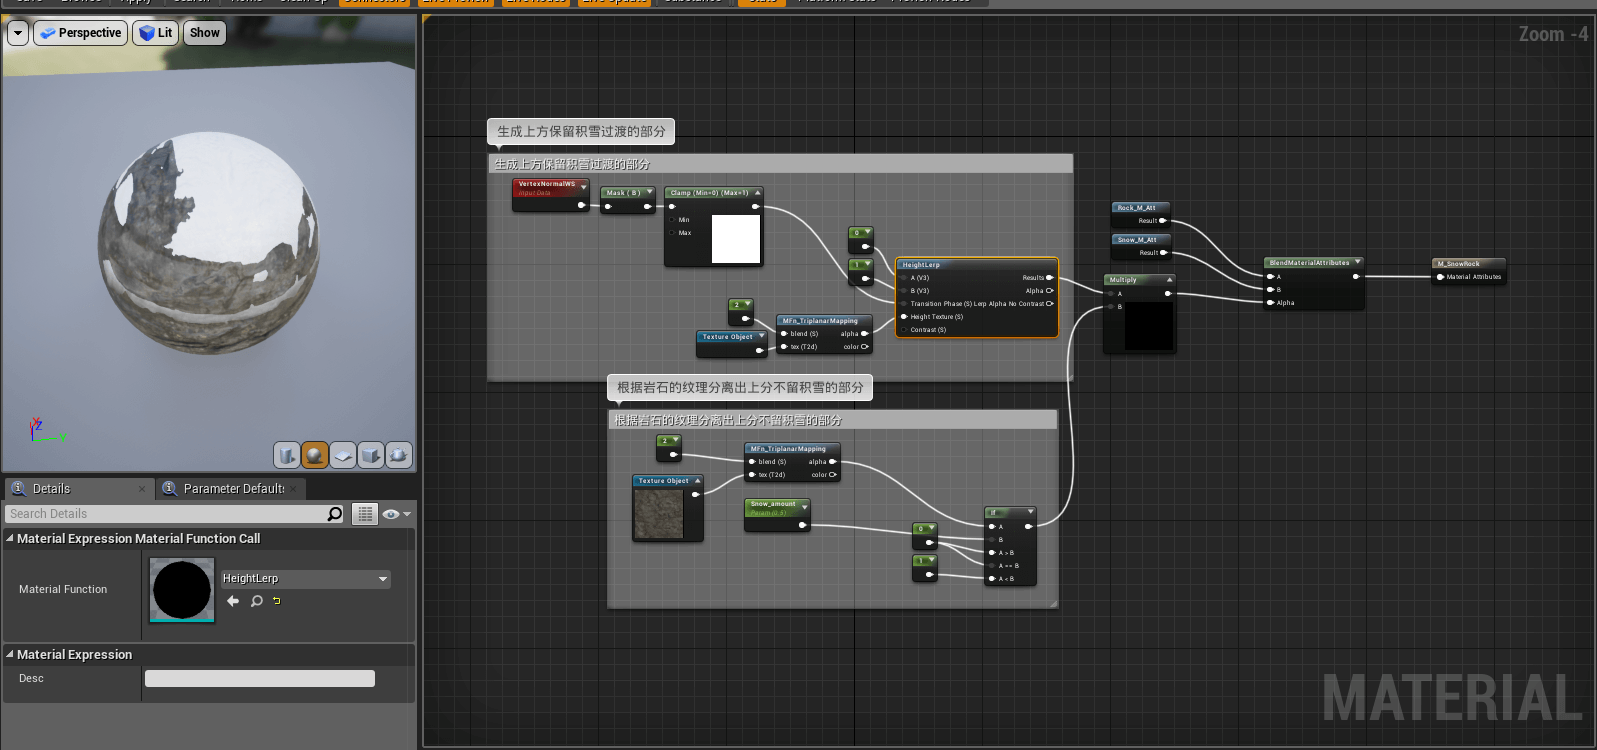 Perspective
Lit
Show
Zoom -4
生成上方保留积雪过渡的部分
生成上方保留积雪过渡的部分
VertexNormalWS
Input Data
Mask ( B )
Clamp (Min=0) (Max=1)
Min
Max
0
1
HeightLerp
A (V3)
Results
B (V3)
Alpha
Transition Phase (S)
Lerp Alpha No Contrast
Height Texture (S)
Contrast (S)
2
Texture Object
MFn_TriplanarMapping
blend (S)
alpha
tex (T2d)
color
Rock_M_Att
Result
Snow_M_Att
Result
Multiply
A
B
BlendMaterialAttributes
A
B
Alpha
M_SnowRock
Material Attributes
根据岩石的纹理分离出上分不留积雪的部分
根据岩石的纹理分离出上分不留积雪的部分
2
Texture Object
MFn_TriplanarMapping
blend (S)
alpha
tex (T2d)
color
Snow_amount
Param (0.5)
0
1
If
A
B
A > B
A == B
A < B
Details
Parameter Defaults
Search Details
Material Expression Material Function Call
Material Function
HeightLerp
Material Expression
Desc
MATERIAL